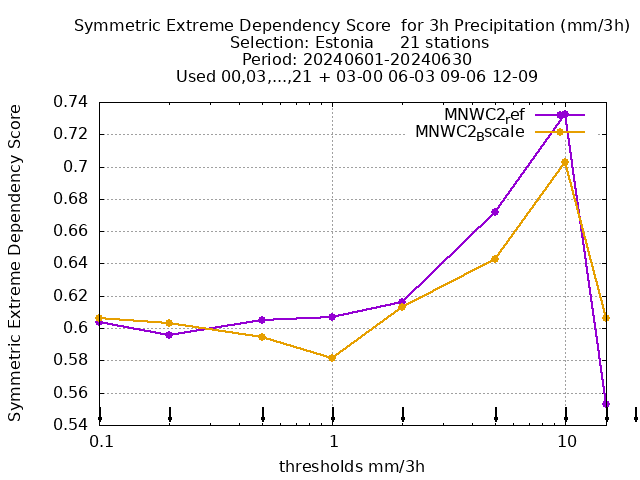 Symmetric Extreme Dependency Score  for 3h Precipitation (mm/3h)
Selection: Estonia     21 stations
Period: 20240601-20240630
Used 00,03,...,21 + 03-00 06-03 09-06 12-09
Symmetric Extreme Dependency Score
0.74
0.72
0.7
0.68
0.66
0.64
0.62
0.6
0.58
0.56
0.54
MNWC2ref
MNWC2Bscale
0.1 1 10
thresholds mm/3h